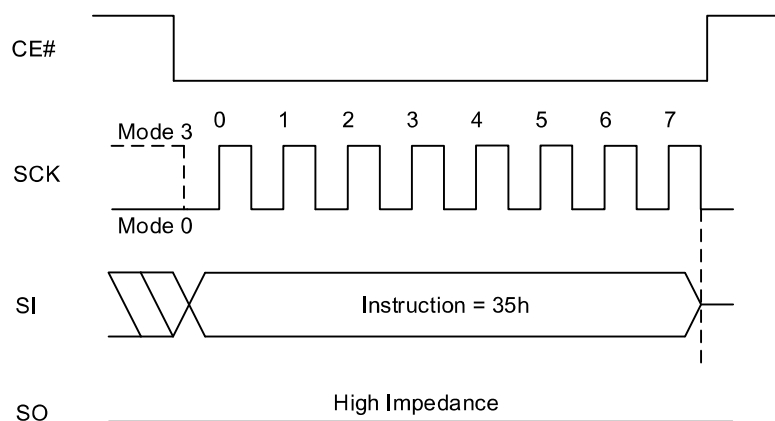 CE#
Mode 3
0 1 2 3 4 5 6 7
SCK
Mode 0
SI
Instruction = 35h
SO
High Impedance